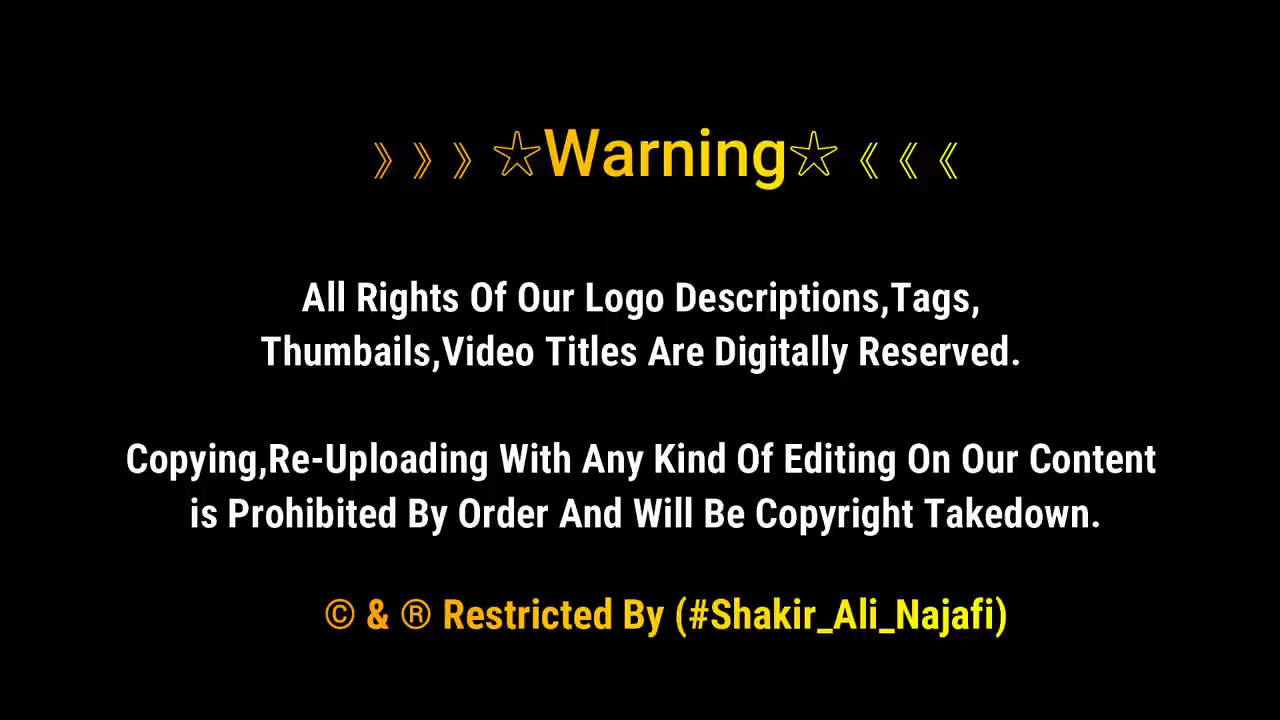 》》》☆Warning☆《《《
All Rights Of Our Logo Descriptions,Tags,
Thumbails,Video Titles Are Digitally Reserved.
Copying,Re-Uploading With Any Kind Of Editing On Our Content
is Prohibited By Order And Will Be Copyright Takedown.
© & ® Restricted By (#Shakir_Ali_Najafi)